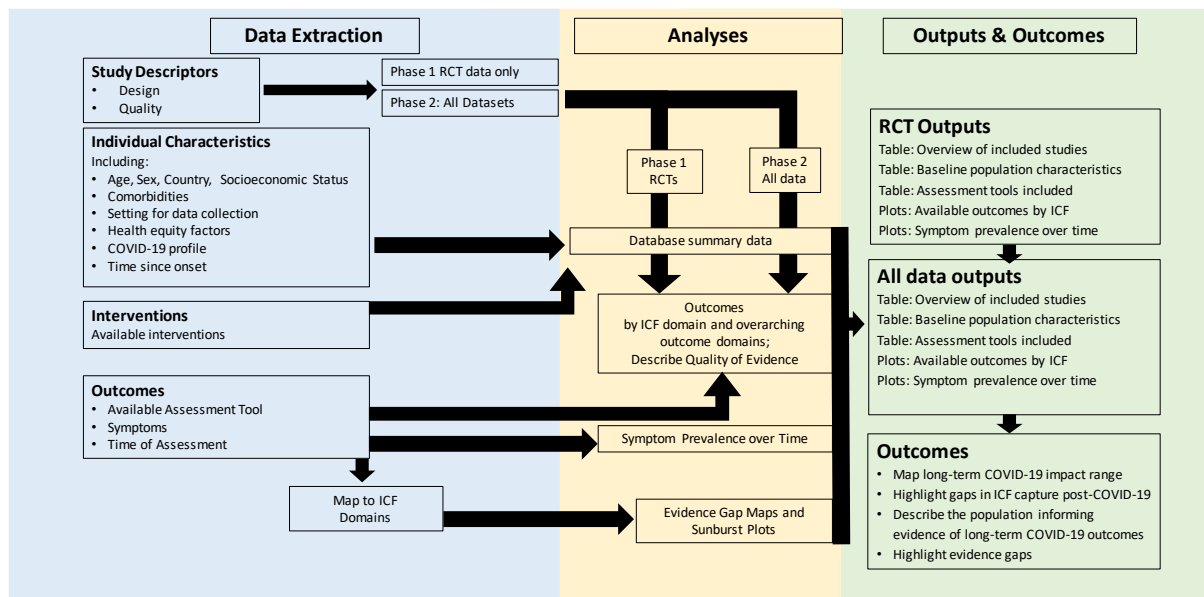 Data Extraction
Study Descriptors
• Design
• Quality
Phase 1 RCT data only
Phase 2: All Datasets
Individual Characteristics
Including:
• Age, Sex, Country, Socioeconomic Status
• Comorbidities
• Setting for data collection
• Health equity factors
• COVID-19 profile
• Time since onset
Interventions
Available interventions
Outcomes
• Available Assessment Tool
• Symptoms
• Time of Assessment
Map to ICF
Domains
Analyses
Phase 1
RCTs
Phase 2
All data
Database summary data
Outcomes
by ICF domain and overarching
outcome domains;
Describe Quality of Evidence
Symptom Prevalence over Time
Evidence Gap Maps and
Sunburst Plots
Outputs & Outcomes
RCT Outputs
Table: Overview of included studies
Table: Baseline population characteristics
Table: Assessment tools included
Plots: Available outcomes by ICF
Plots: Symptom prevalence over time
All data outputs
Table: Overview of included studies
Table: Baseline population characteristics
Table: Assessment tools included
Plots: Available outcomes by ICF
Plots: Symptom prevalence over time
Outcomes
• Map long-term COVID-19 impact range
• Highlight gaps in ICF capture post-COVID-19
• Describe the population informing
evidence of long-term COVID-19 outcomes
• Highlight evidence gaps